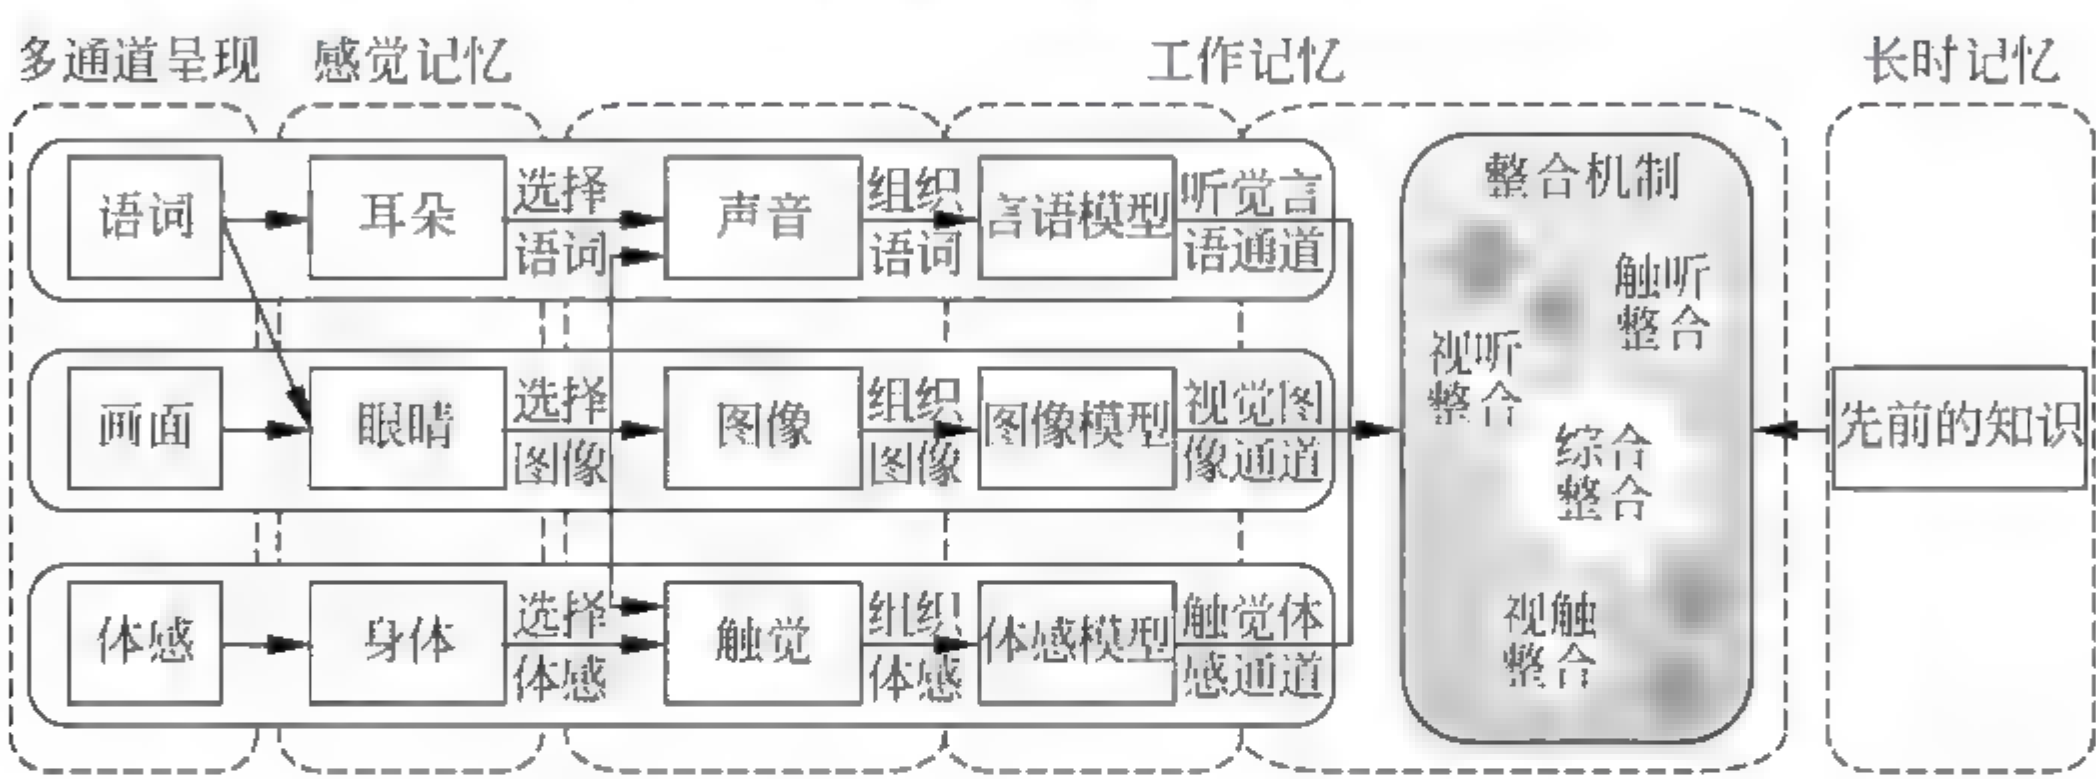 多通道呈现
感觉记忆
工作记忆
长时记忆
语词
耳朵
选择
语词
声音
组织
语词
言语模型
听觉言
语通道
画面
眼睛
选择
图像
图像
组织
图像
图像模型
视觉图
像通道
体感
身体
选择
体感
触觉
组织
体感
体感模型
触觉体
感通道
整合机制
触听
整合
视听
整合
综合
整合
视触
整合
先前的知识